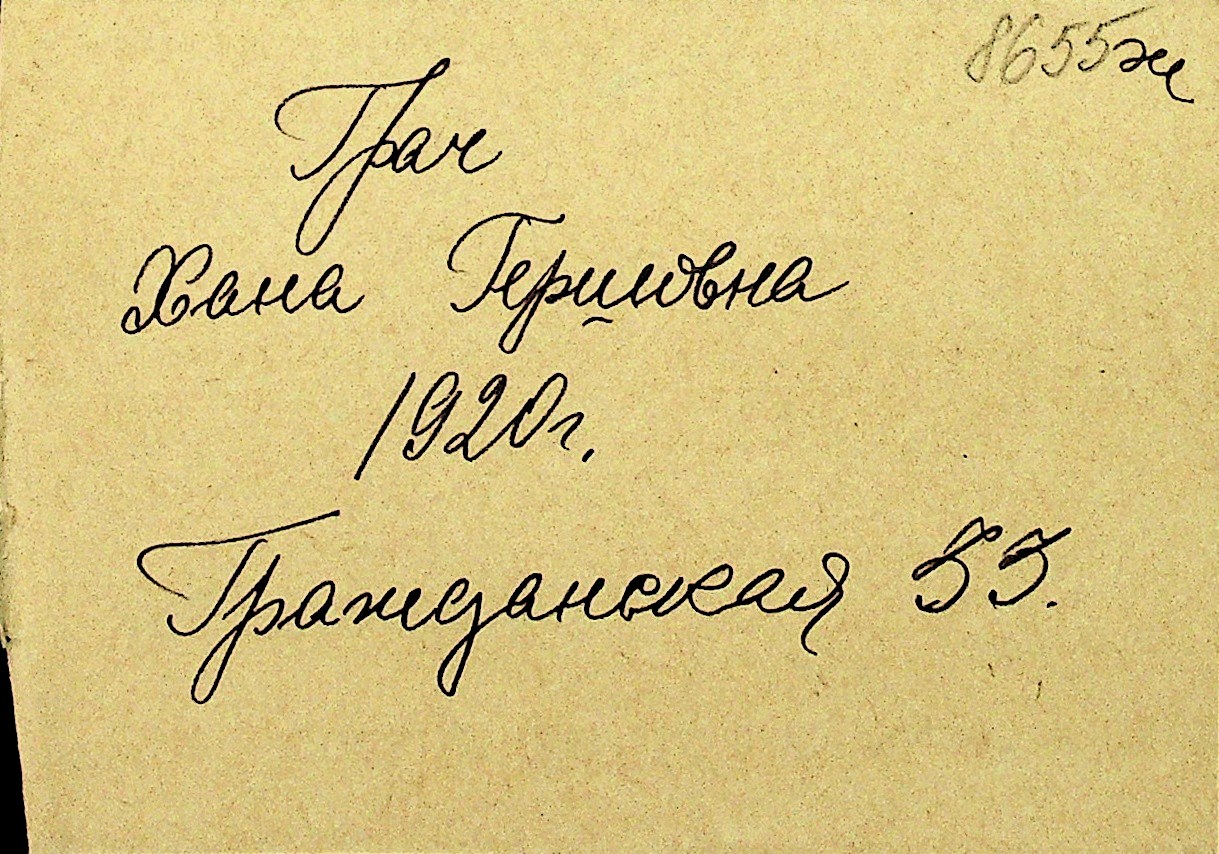 8655ж
Грач
Хана Гершовна
1920г.
Гражданская 53.